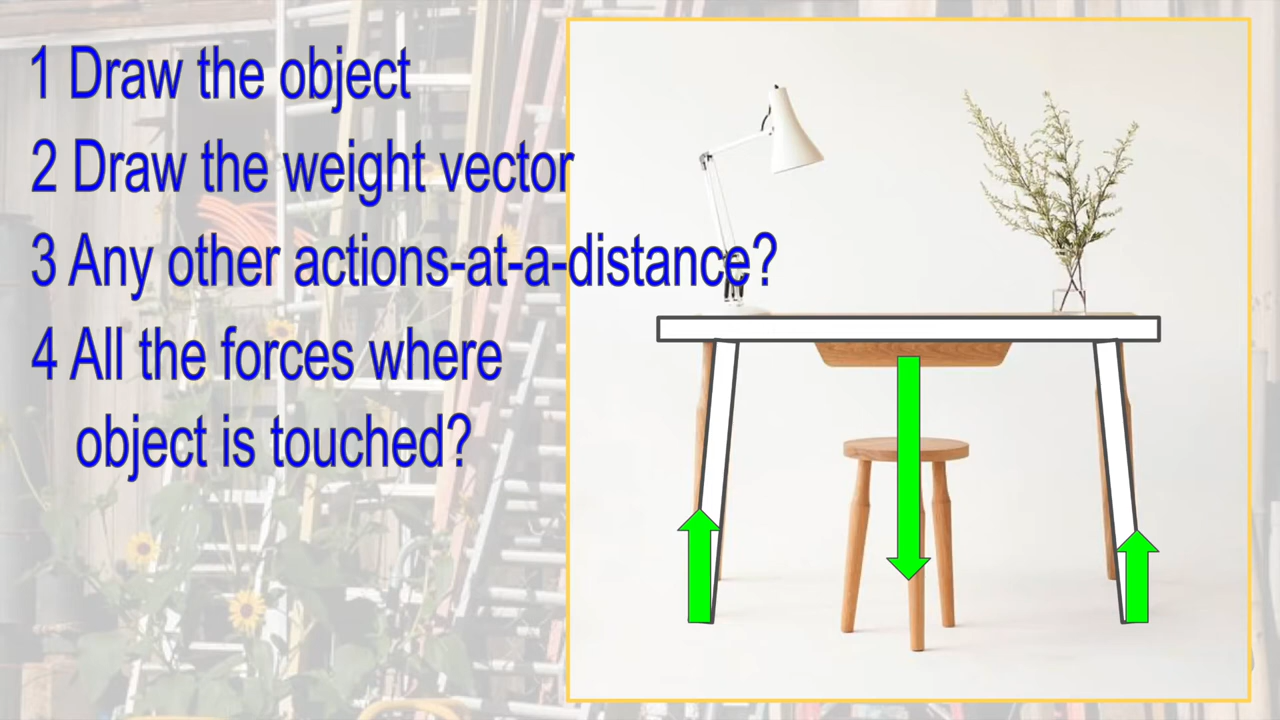 1 Draw the object
2 Draw the weight vector
3 Any other actions-at-a-distance?
4 All the forces where
object is touched?